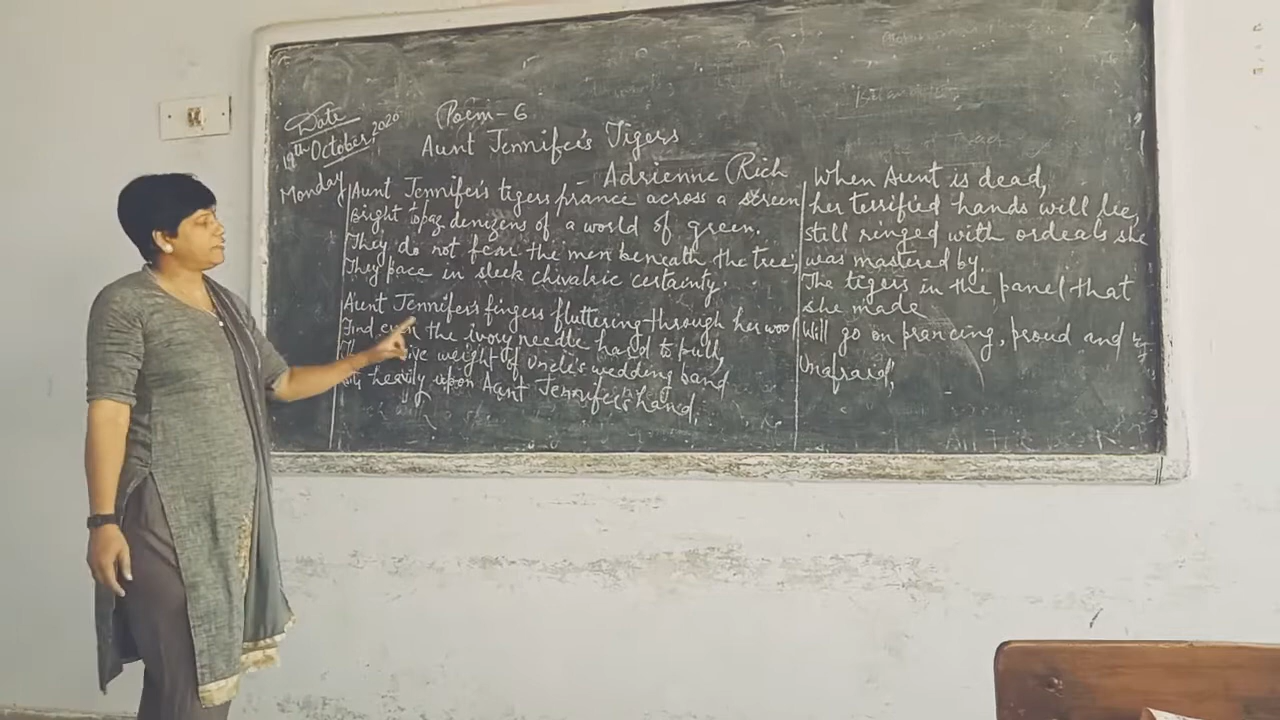 Date
19th October, 2020
Monday
Poem-6
Aunt Jennifer's Tigers
- Adrienne Rich
Aunt Jennifer's tigers prance across a screen
Bright topaz denizens of a world of green.
They do not fear the men beneath the tree,
They pace in sleek chivalric certainty.
Aunt Jennifer's fingers fluttering through her wool
Find even the ivory needle hard to pull,
weight of Uncle's wedding band
heavily upon Aunt Jennifer's hand.
When Aunt is dead,
her terrified hands will lie,
still ringed with ordeals she
was mastered by.
The tigers in the panel that
she made
Will go on prancing, proud and
Unafraid,